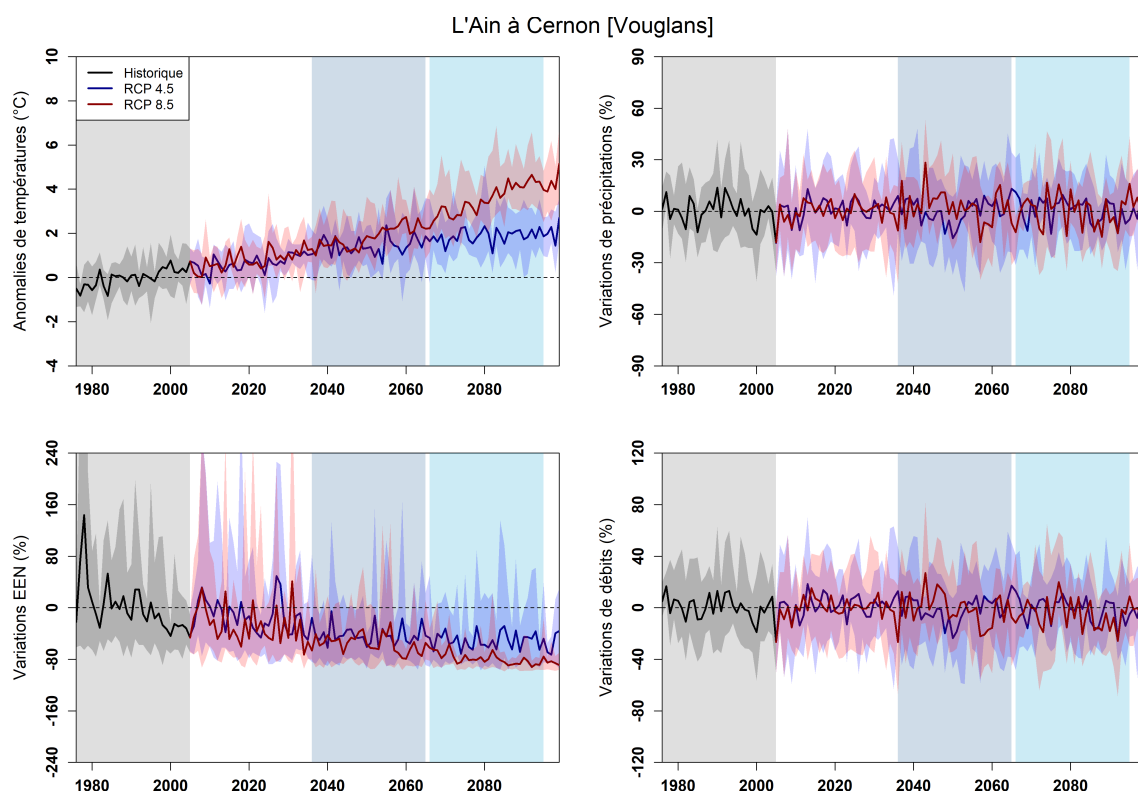 L'Ain à Cernon [Vouglans]
Anomalies de températures (°C)
10
8
6
4
2
0
-2
-4
Historique
RCP 4.5
RCP 8.5
1980 2000 2020 2040 2060 2080
Variations de précipitations (%)
90
60
30
0
-30
-60
-90
1980 2000 2020 2040 2060 2080
Variations EEN (%)
240
160
80
0
-80
-160
-240
1980 2000 2020 2040 2060 2080
Variations de débits (%)
120
80
40
0
-40
-80
-120
1980 2000 2020 2040 2060 2080